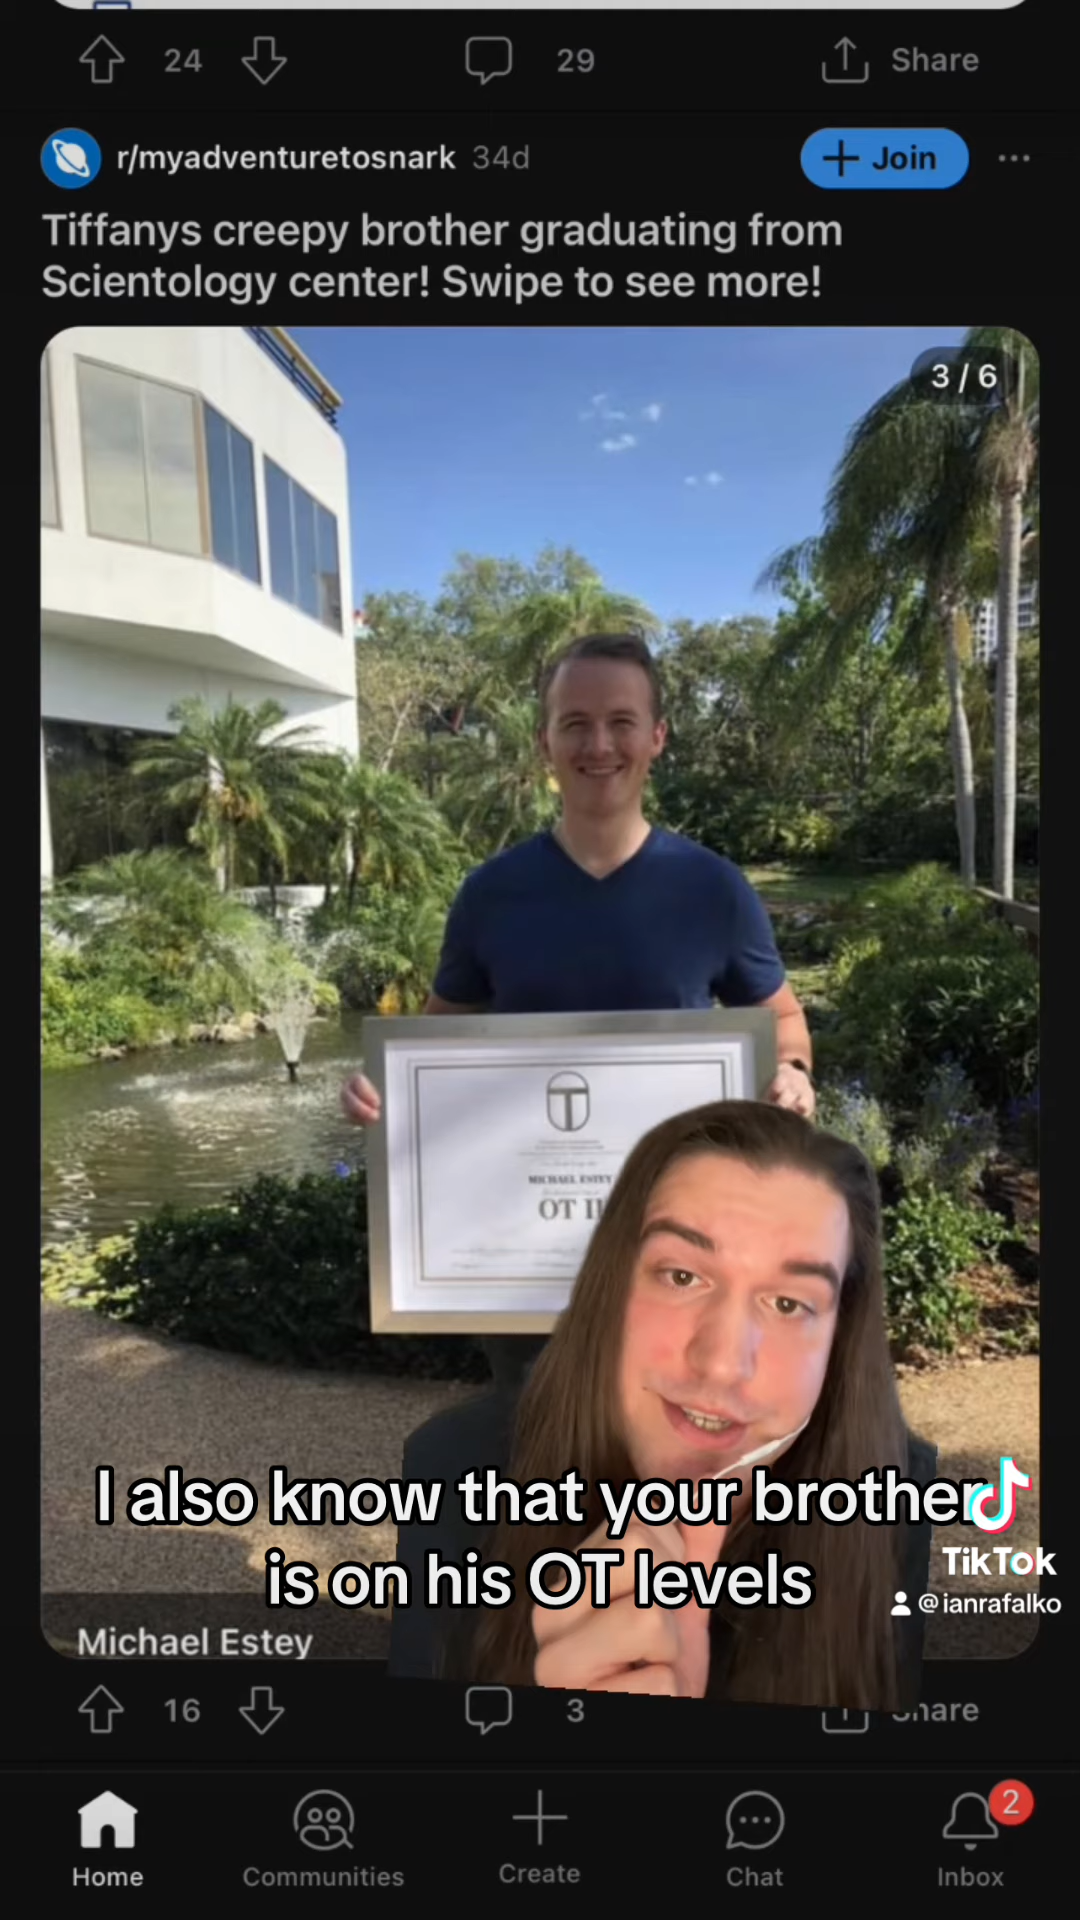 24
29
Share
r/myadventuretosnark 34d
Join
Tiffanys creepy brother graduating from
Scientology center! Swipe to see more!
3 / 6
MICHAEL ESTEY
OT II
I also know that your brother
is on his OT levels
TikTok
@ianrafalko
Michael Estey
16
3
Share
2
Home
Communities
Create
Chat
Inbox